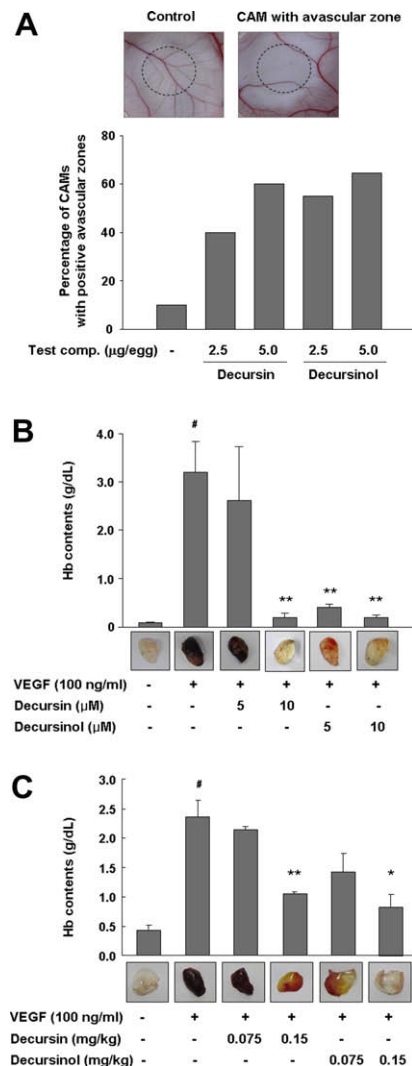 A
Control CAM with avascular zone
Percentage of CAMs
with positive avascular zones
80
60
40
20
0
Test comp. (μg/egg) - 2.5 5.0 2.5 5.0
Decursin Decursinol
B
Hb contents (g/dL)
4.0
3.0
2.0
1.0
0
#
** ** **
VEGF (100 ng/ml) - + + + + +
Decursin (μM) - - 5 10 - -
Decursinol (μM) - - - - 5 10
C
Hb contents (g/dL)
3.0
2.5
2.0
1.5
1.0
0.5
0.0
#
** *
VEGF (100 ng/ml) - + + + + +
Decursin (mg/kg) - - 0.075 0.15 - -
Decursinol (mg/kg) - - - - 0.075 0.15